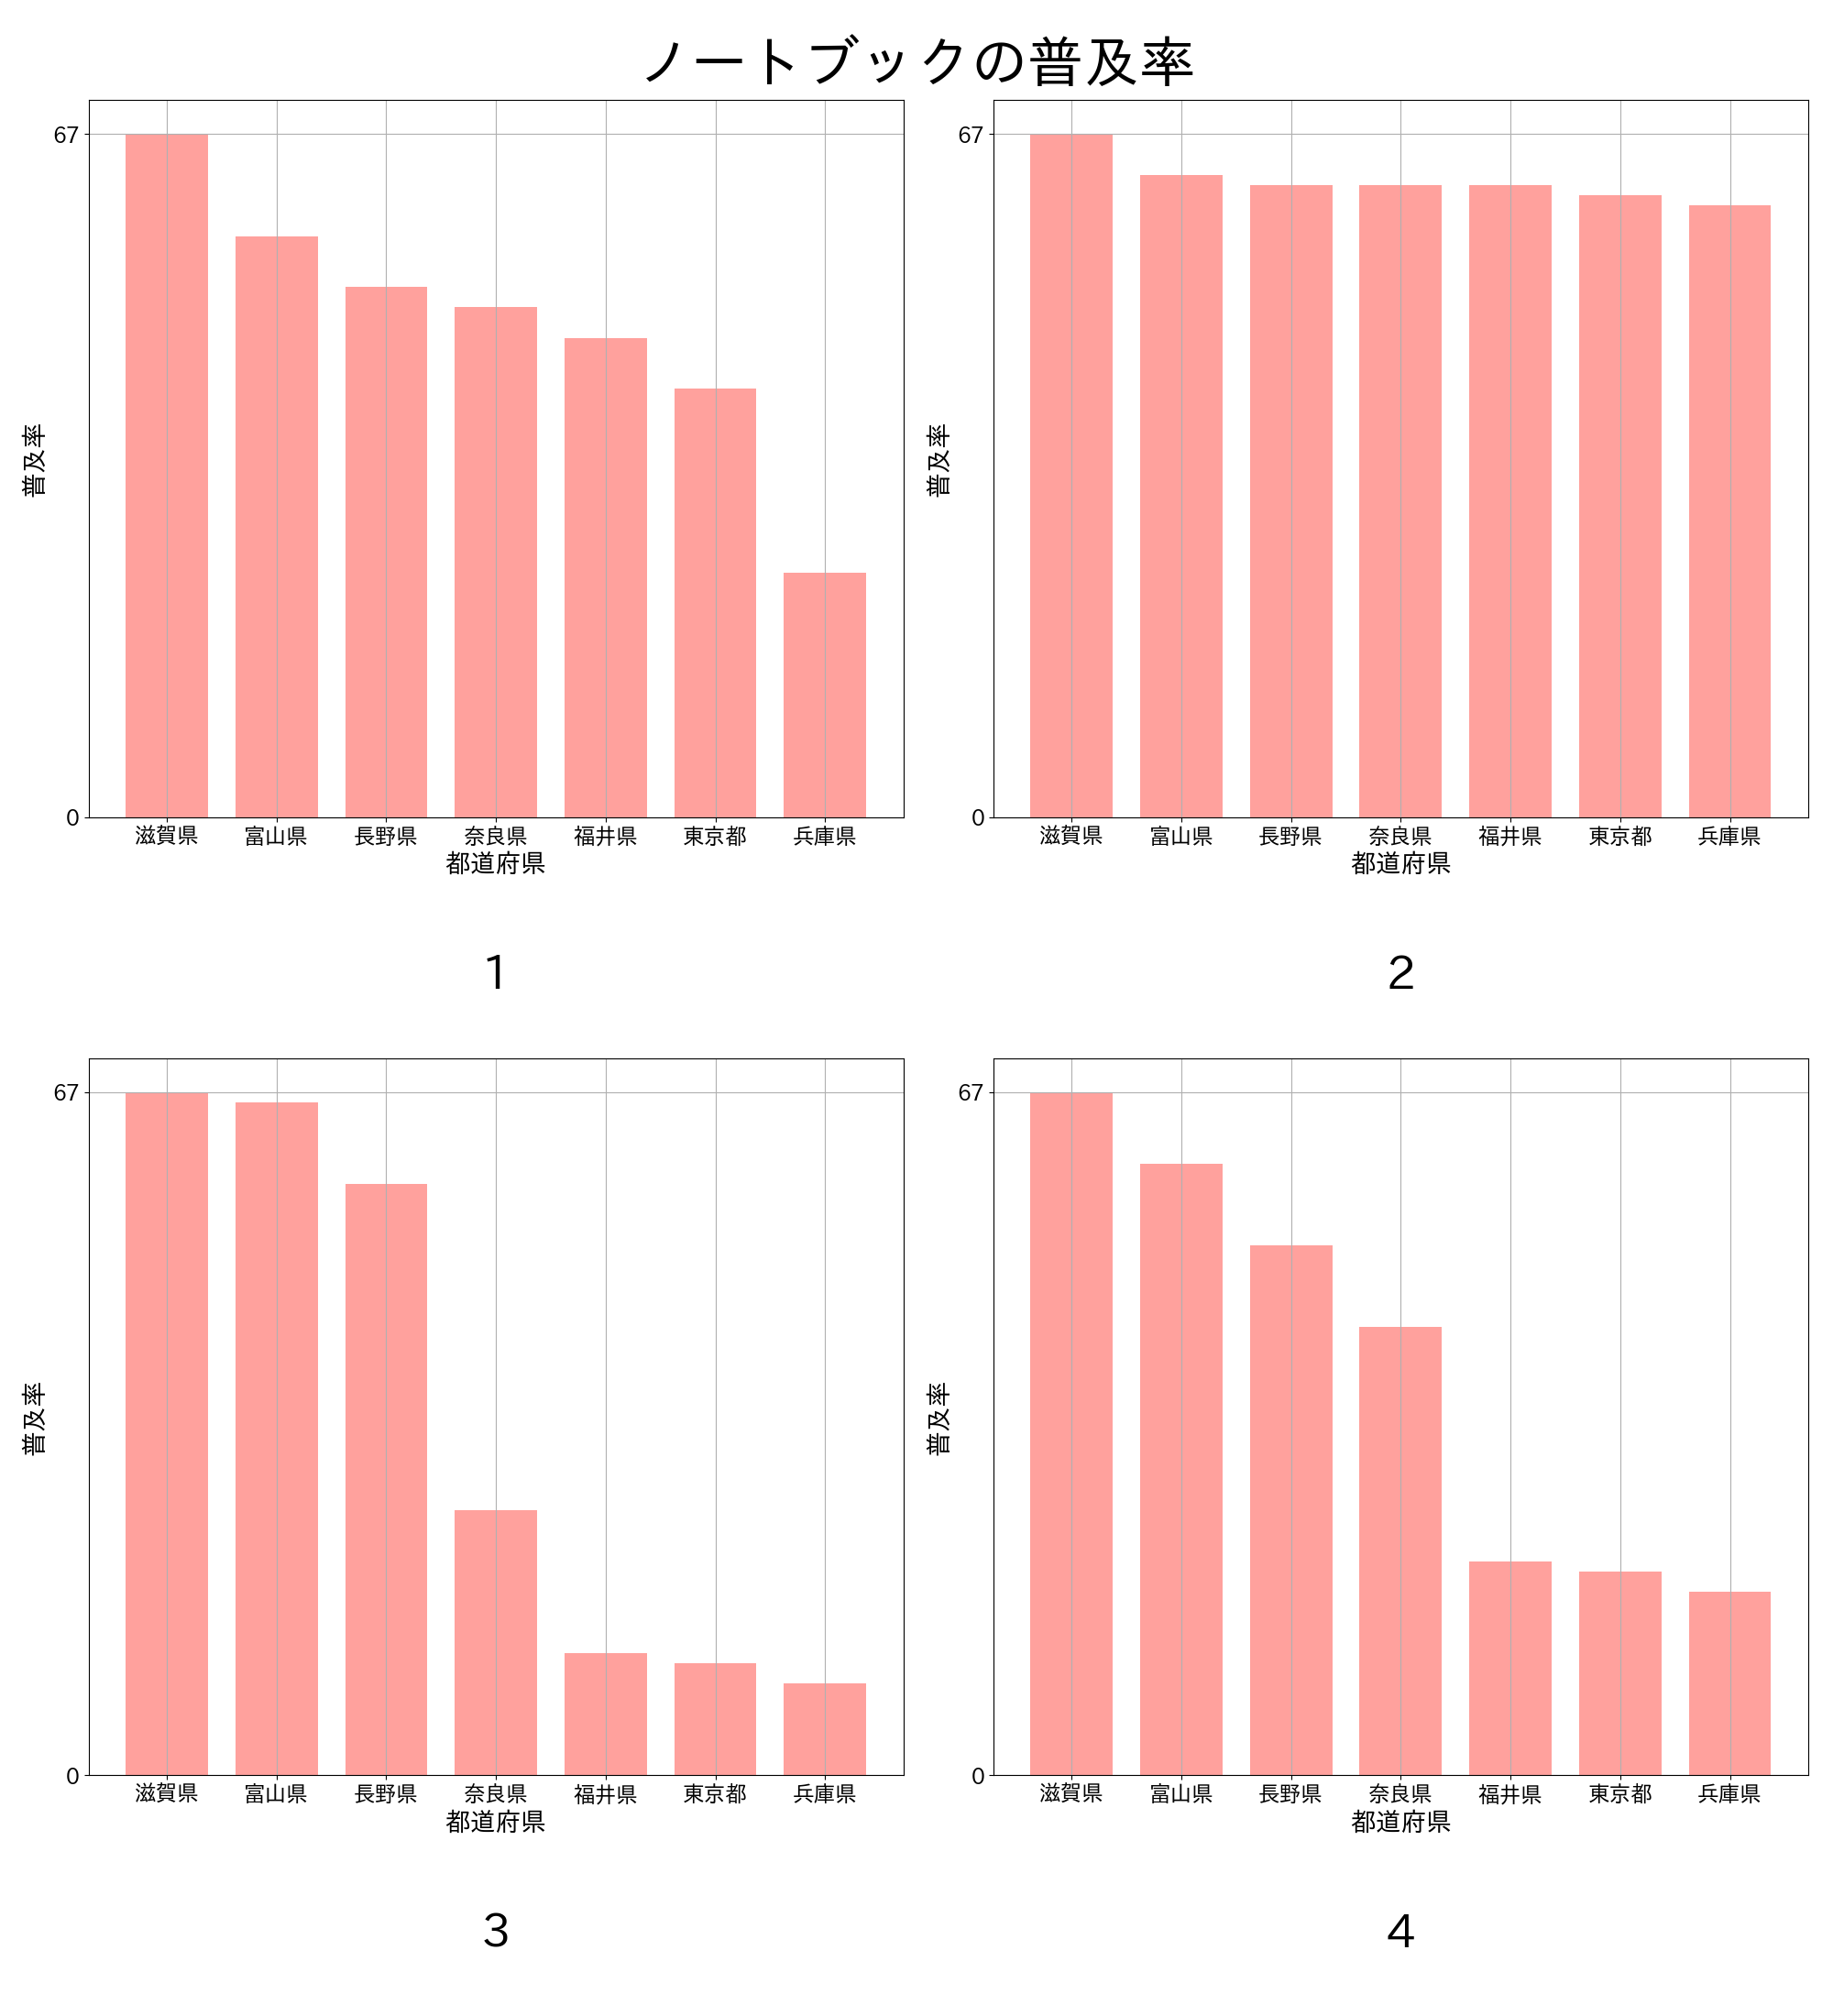 ノートブックの普及率
67
0
普及率
滋賀県 富山県 長野県 奈良県 福井県 東京都 兵庫県
都道府県
1
67
0
普及率
滋賀県 富山県 長野県 奈良県 福井県 東京都 兵庫県
都道府県
2
67
0
普及率
滋賀県 富山県 長野県 奈良県 福井県 東京都 兵庫県
都道府県
3
67
0
普及率
滋賀県 富山県 長野県 奈良県 福井県 東京都 兵庫県
都道府県
4